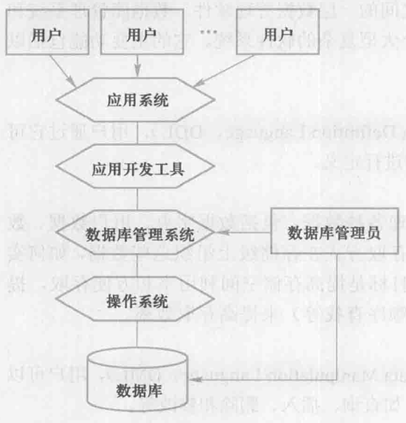 用户 用户 … 用户
应用系统
应用开发工具
数据库管理系统 数据库管理员
操作系统
数据库